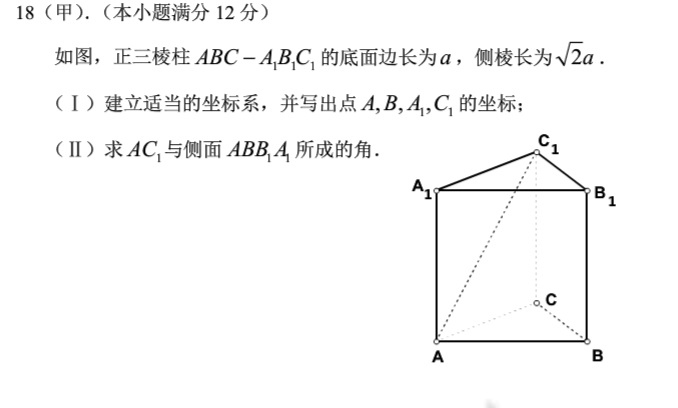 18（甲）.（本小题满分 12 分）
如图，正三棱柱 ABC－A₁B₁C₁ 的底面边长为 a，侧棱长为√2a．
（Ⅰ）建立适当的坐标系，并写出点 A, B, A₁, C₁ 的坐标；
（Ⅱ）求 AC₁ 与侧面 ABB₁A₁ 所成的角．
C₁
A₁
B₁
C
A
B